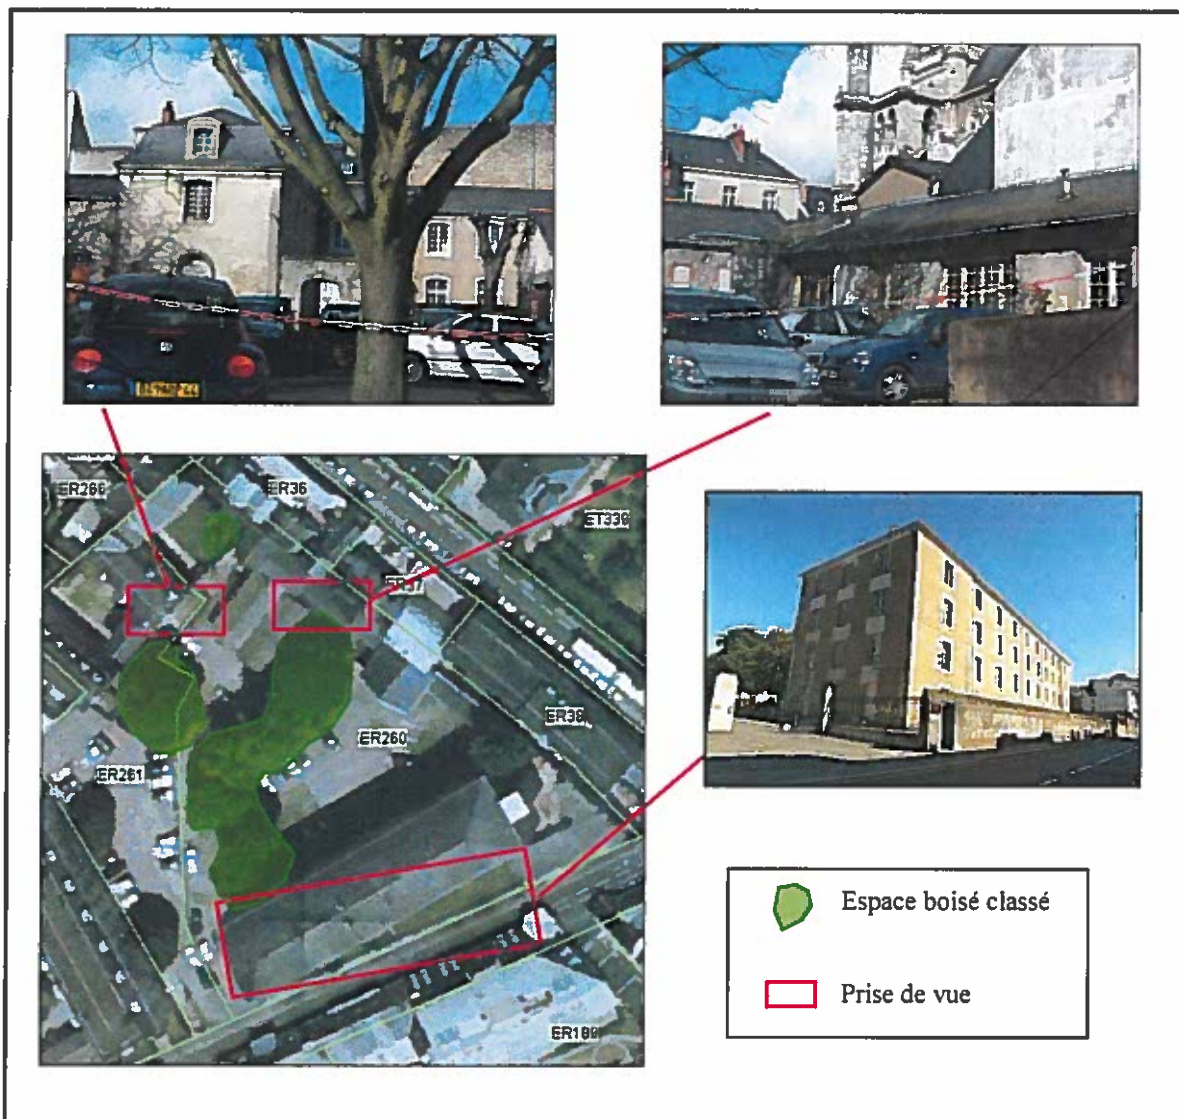 ER266
ER36
ET339
ER37
ER38
ER260
ER261
ER189
Espace boisé classé
Prise de vue